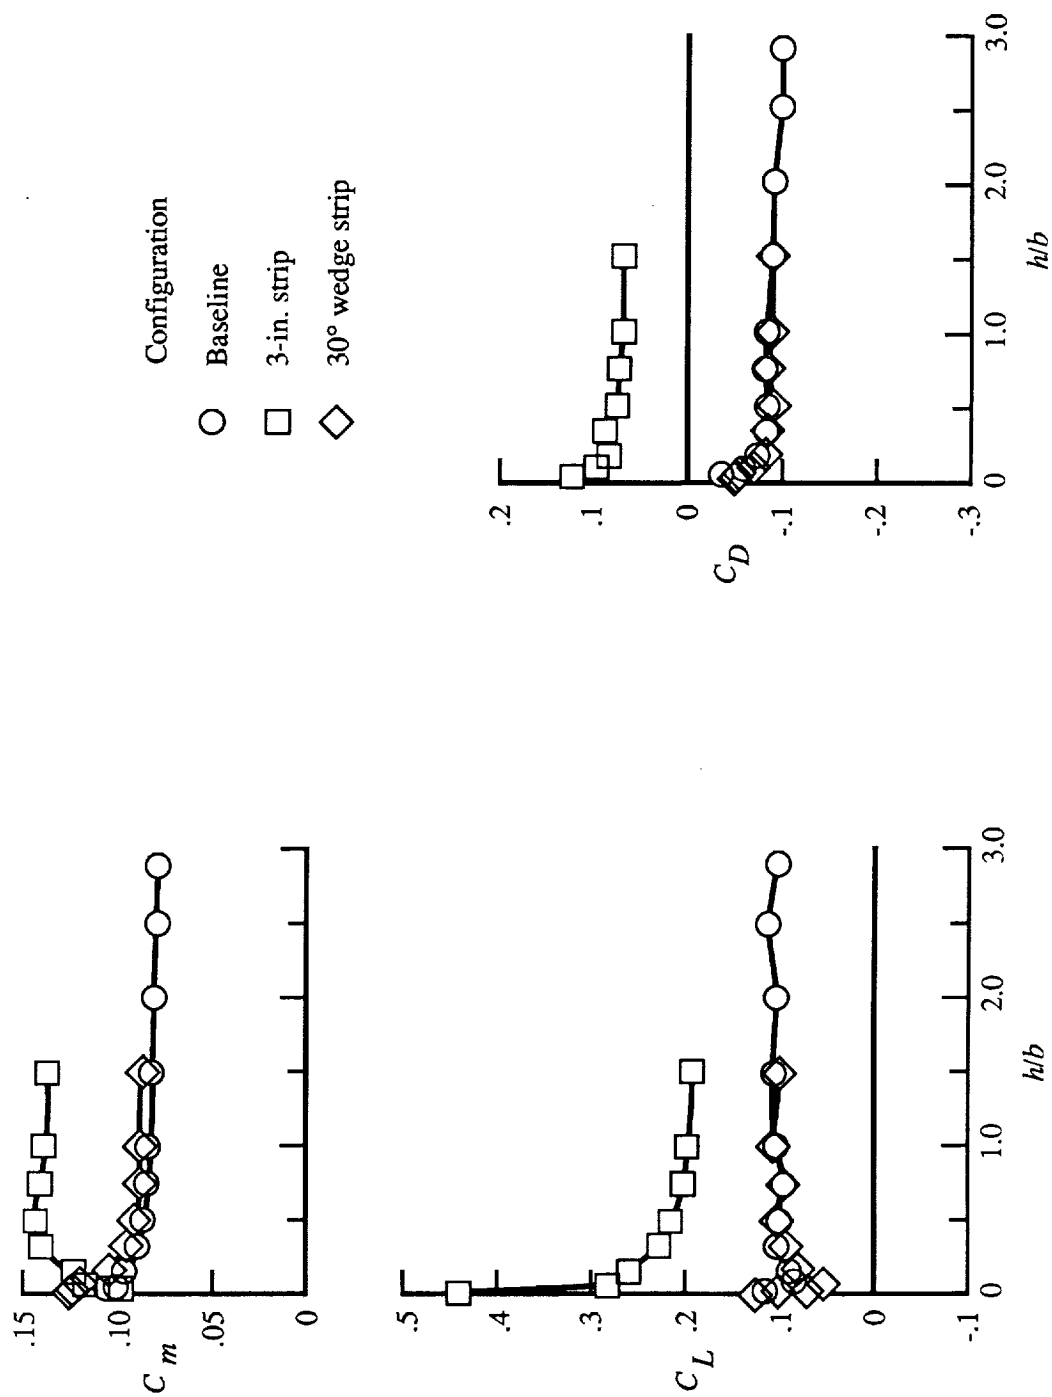 Configuration
Baseline
3-in. strip
30° wedge strip
.15
.10
.05
0
C m
.5
.4
.3
.2
.1
0
-.1
C L
0
1.0
2.0
3.0
h/b
.2
.1
0
-.1
-.2
-.3
C D
0
1.0
2.0
3.0
h/b